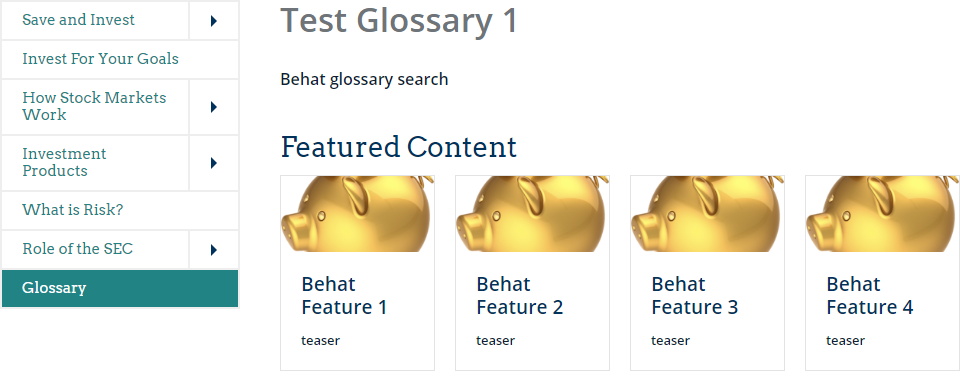 Save and Invest
Invest For Your Goals
How Stock Markets
Work
Investment
Products
What is Risk?
Role of the SEC
Glossary
Test Glossary 1
Behat glossary search
Featured Content
Behat
Feature 1
teaser
Behat
Feature 2
teaser
Behat
Feature 3
teaser
Behat
Feature 4
teaser